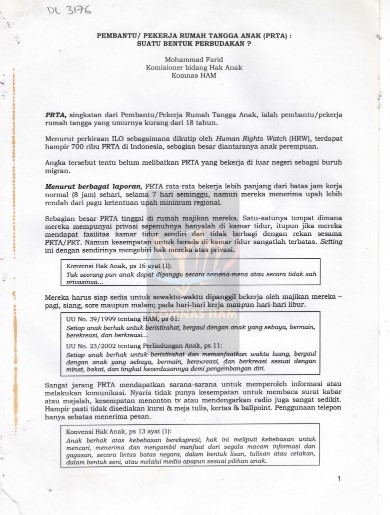 DL 3176
PEMBANTU/ PEKERJA RUMAH TANGGA ANAK (PRTA) :
SUATU BENTUK PERBUDAKAN ?
Mohammad Farid
Komisioner bidang Hak Anak
Komnas HAM
PRTA, singkatan dari Pembantu/Pekerja Rumah Tangga Anak, ialah pembantu/pekerja
rumah tangga yang umurnya kurang dari 18 tahun.
Menurut perkiraan ILO sebagaimana dikutip oleh Human Rights Watch (HRW), terdapat
hampir 700 ribu PRTA di Indonesia, sebagian besar diantaranya anak perempuan.
Angka tersebut tentu belum melibatkan PRTA yang bekerja di luar negeri sebagai buruh
migran.
Menurut berbagai laporan, PRTA rata-rata bekerja lebih panjang dari batas jam kerja
normal (8 jam) sehari, selama 7 hari seminggu, namun mereka menerima upah lebih
rendah dari pagu ketentuan upah minimum regional.
Sebagian besar PRTA tinggal di rumah majikan mereka. Satu-satunya tempat dimana
mereka mempunyai privasi sepenuhnya hanyalah di kamar tidur, itupun jika mereka
mendapat fasilitas kamar tidur sendiri dan tidak berbagi dengan rekan sesama
PRTA/PRT. Namun kesempatan untuk berada di kamar tidur sangatlah terbatas. Setting
ini dengan sendirinya mengebiri hak mereka atas privasi.
Konvensi Hak Anak, ps 16 ayat (1):
Tak seorang pun anak dapat diganggu secara semena-mena atau secara tidak sah
privasinya...
Mereka harus siap sedia untuk sewaktu-waktu dipanggil bekerja oleh majikan mereka –
pagi, siang, sore maupun malam; pada hari-hari kerja maupun hari-hari libur.
UU No. 39/1999 tentang HAM, ps 61:
Setiap anak berhak untuk beristirahat, bergaul dengan anak yang sebaya, bermain,
berekreasi, dan berkreasi...
UU No. 23/2002 tentang Perlindungan Anak, ps 11:
Setiap anak berhak untuk beristirahat dan memanfaatkan waktu luang, bergaul
dengan anak yang sebaya, bermain, berekreasi, dan berkreasi sesuai dengan
minat, bakat, dan tingkat kecerdasannya demi pengembangan diri.
KOMNAS HAM
Sangat jarang PRTA mendapatkan sarana-sarana untuk memperoleh informasi atau
melakukan komunikasi. Nyaris tidak punya kesempatan untuk membaca surat kabar
atau majalah, kesempatan menonton tv atau mendengarkan radio juga sangat sedikit.
Hampir pasti tidak disediakan kursi & meja tulis, kertas & ballpoint. Penggunaan telepon
hanya sebatas menerima pesan.
Konvensi Hak Anak, ps 13 ayat (1):
Anak berhak atas kebebasan berekspresi; hak ini meliputi kebebasan untuk
mencari, menerima dan mengambil manfaat dari segala macam informasi dan
gagasan, secara lintas batas negara, dalam bentuk lisan, tulisan atau cetakan,
dalam bentuk seni, atau melalui media apapun sesuai pilihan anak.
1